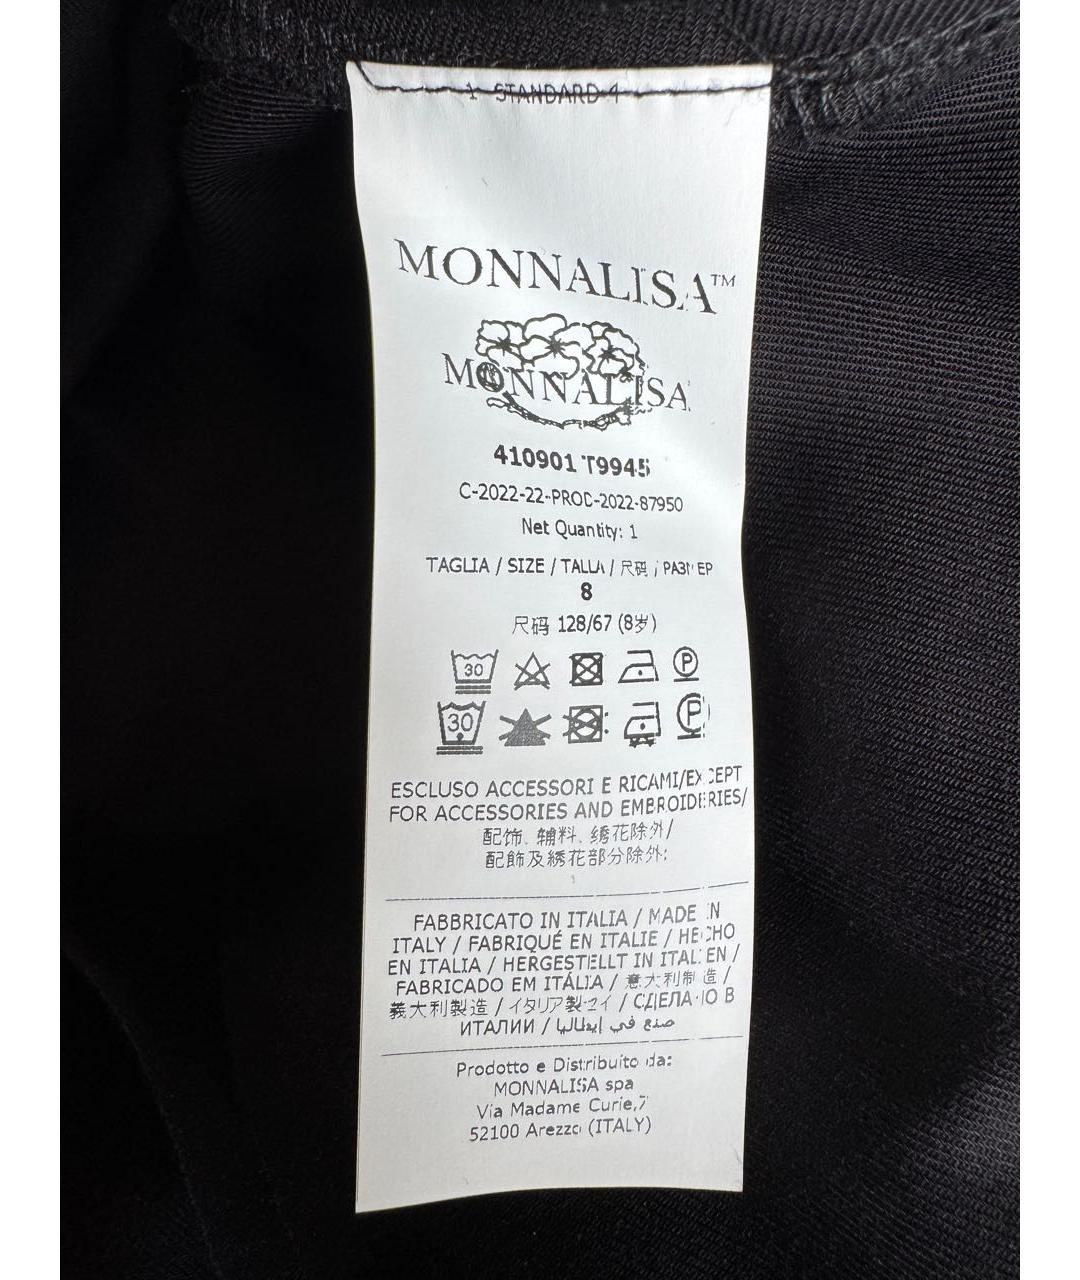 1 STANDARD 1
MONNALISA™
MONNALISA
410901 T9945
C-2022-22-PROD-2022-87950
Net Quantity: 1
TAGLIA / SIZE / TALLA / 尺码 / РАЗМЕР
8
尺码 128/67 (8岁)
30 P
30 P
ESCLUSO ACCESSORI E RICAMI/EXCEPT
FOR ACCESSORIES AND EMBROIDERIES/
配饰、辅料、绣花除外/
配飾及綉花部分除外:
FABBRICATO IN ITALIA / MADE IN
ITALY / FABRIQUÉ EN ITALIE / HECHO
EN ITALIA / HERGESTELLT IN ITALIEN /
FABRICADO EM ITÁLIA / 意大利制造 /
義大利製造 / イタリア製 / СДЕЛАНО В
ИТАЛИИ / صنع في إيطاليا
Prodotto e Distribuito da:
MONNALISA spa
Via Madame Curie,7
52100 Arezzo (ITALY)